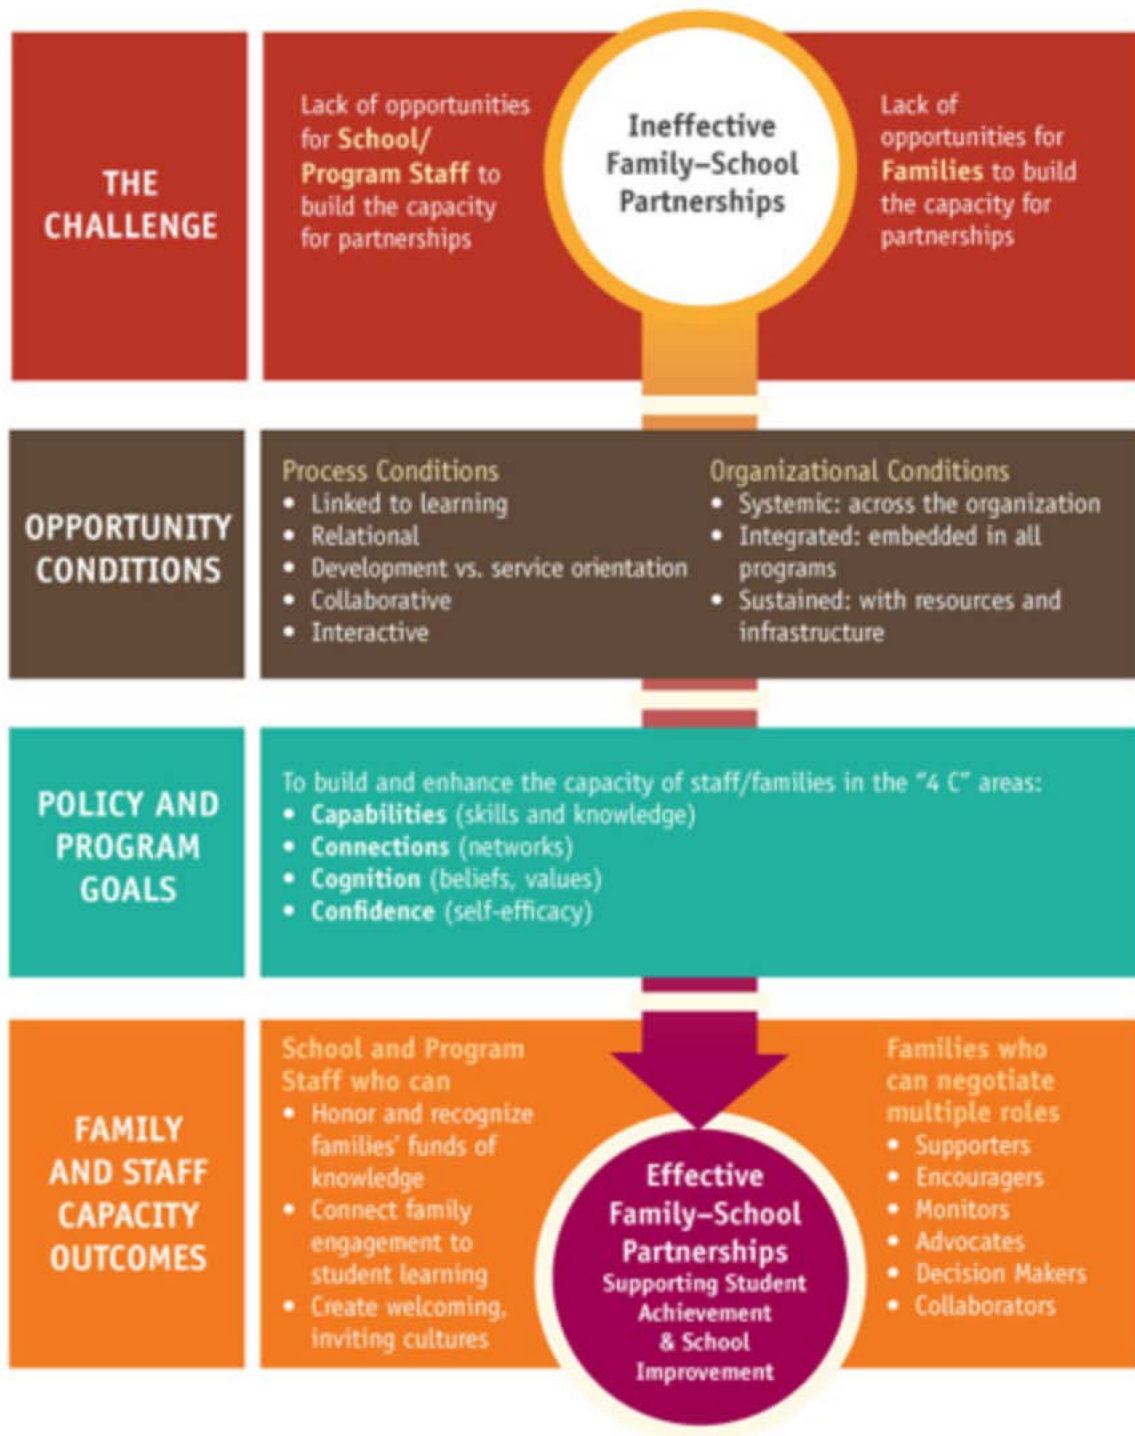 THE
CHALLENGE
Lack of opportunities
for School/
Program Staff to
build the capacity
for partnerships
Ineffective
Family–School
Partnerships
Lack of
opportunities for
Families to build
the capacity for
partnerships
OPPORTUNITY
CONDITIONS
Process Conditions
• Linked to learning
• Relational
• Development vs. service orientation
• Collaborative
• Interactive
Organizational Conditions
• Systemic: across the organization
• Integrated: embedded in all
programs
• Sustained: with resources and
infrastructure
POLICY AND
PROGRAM
GOALS
To build and enhance the capacity of staff/families in the "4 C" areas:
• Capabilities (skills and knowledge)
• Connections (networks)
• Cognition (beliefs, values)
• Confidence (self-efficacy)
FAMILY
AND STAFF
CAPACITY
OUTCOMES
School and Program
Staff who can
• Honor and recognize
families' funds of
knowledge
• Connect family
engagement to
student learning
• Create welcoming,
inviting cultures
Effective
Family–School
Partnerships
Supporting Student
Achievement
& School
Improvement
Families who
can negotiate
multiple roles
• Supporters
• Encouragers
• Monitors
• Advocates
• Decision Makers
• Collaborators